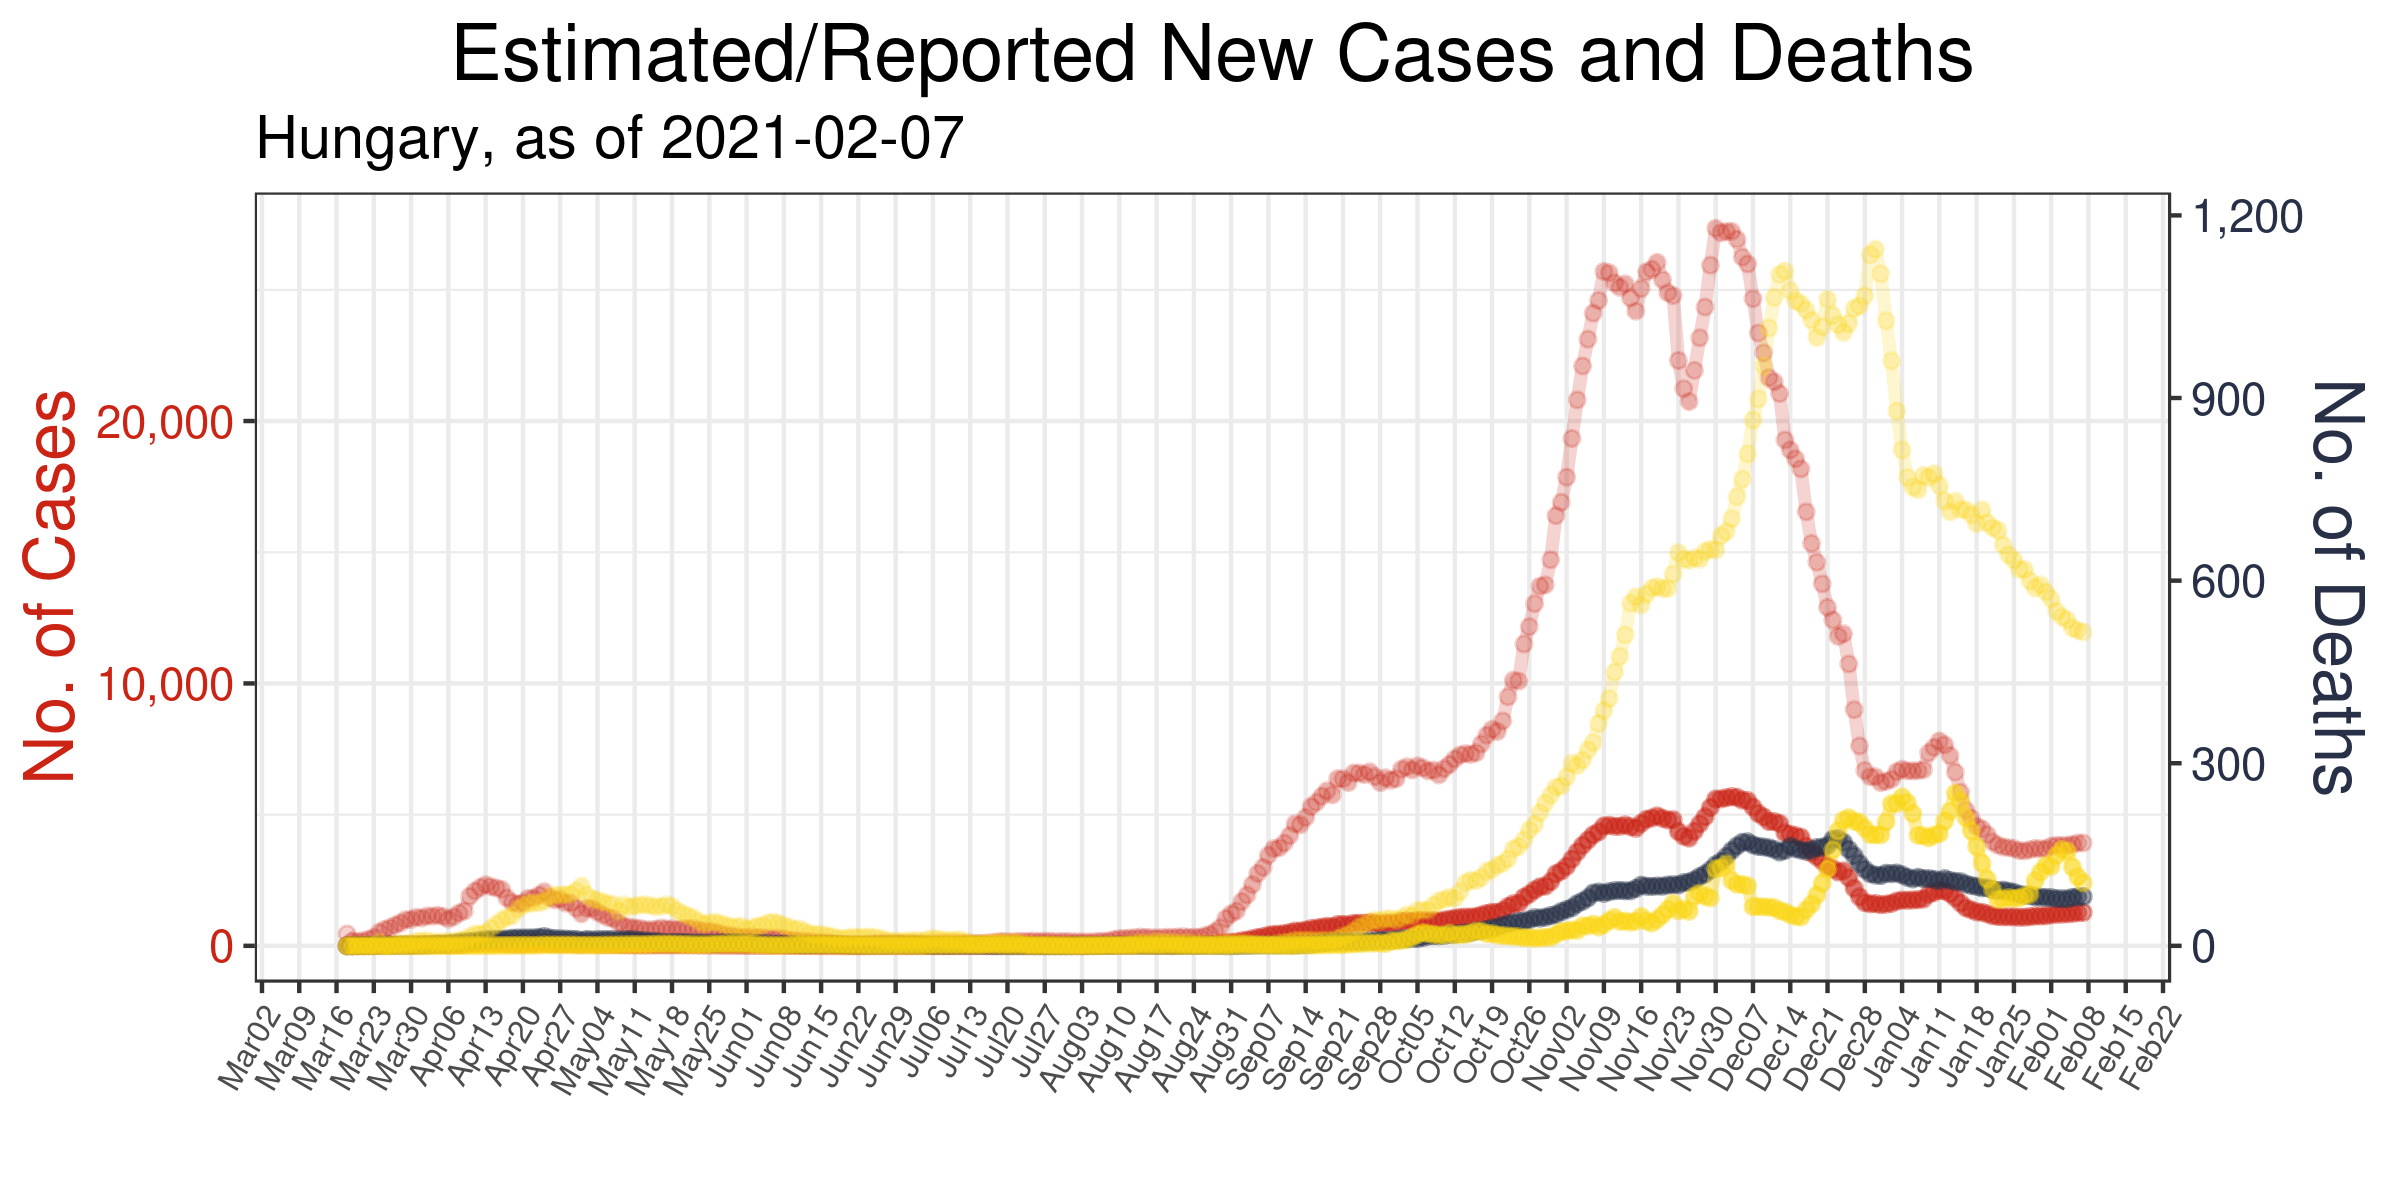 Estimated/Reported New Cases and Deaths
Hungary, as of 2021-02-07
No. of Cases
20,000
10,000
0
1,200
900
600
300
0
No. of Deaths
Mar02
Mar09
Mar16
Mar23
Mar30
Apr06
Apr13
Apr20
Apr27
May04
May11
May18
May25
Jun01
Jun08
Jun15
Jun22
Jun29
Jul06
Jul13
Jul20
Jul27
Aug03
Aug10
Aug17
Aug24
Aug31
Sep07
Sep14
Sep21
Sep28
Oct05
Oct12
Oct19
Oct26
Nov02
Nov09
Nov16
Nov23
Nov30
Dec07
Dec14
Dec21
Dec28
Jan04
Jan11
Jan18
Jan25
Feb01
Feb08
Feb15
Feb22